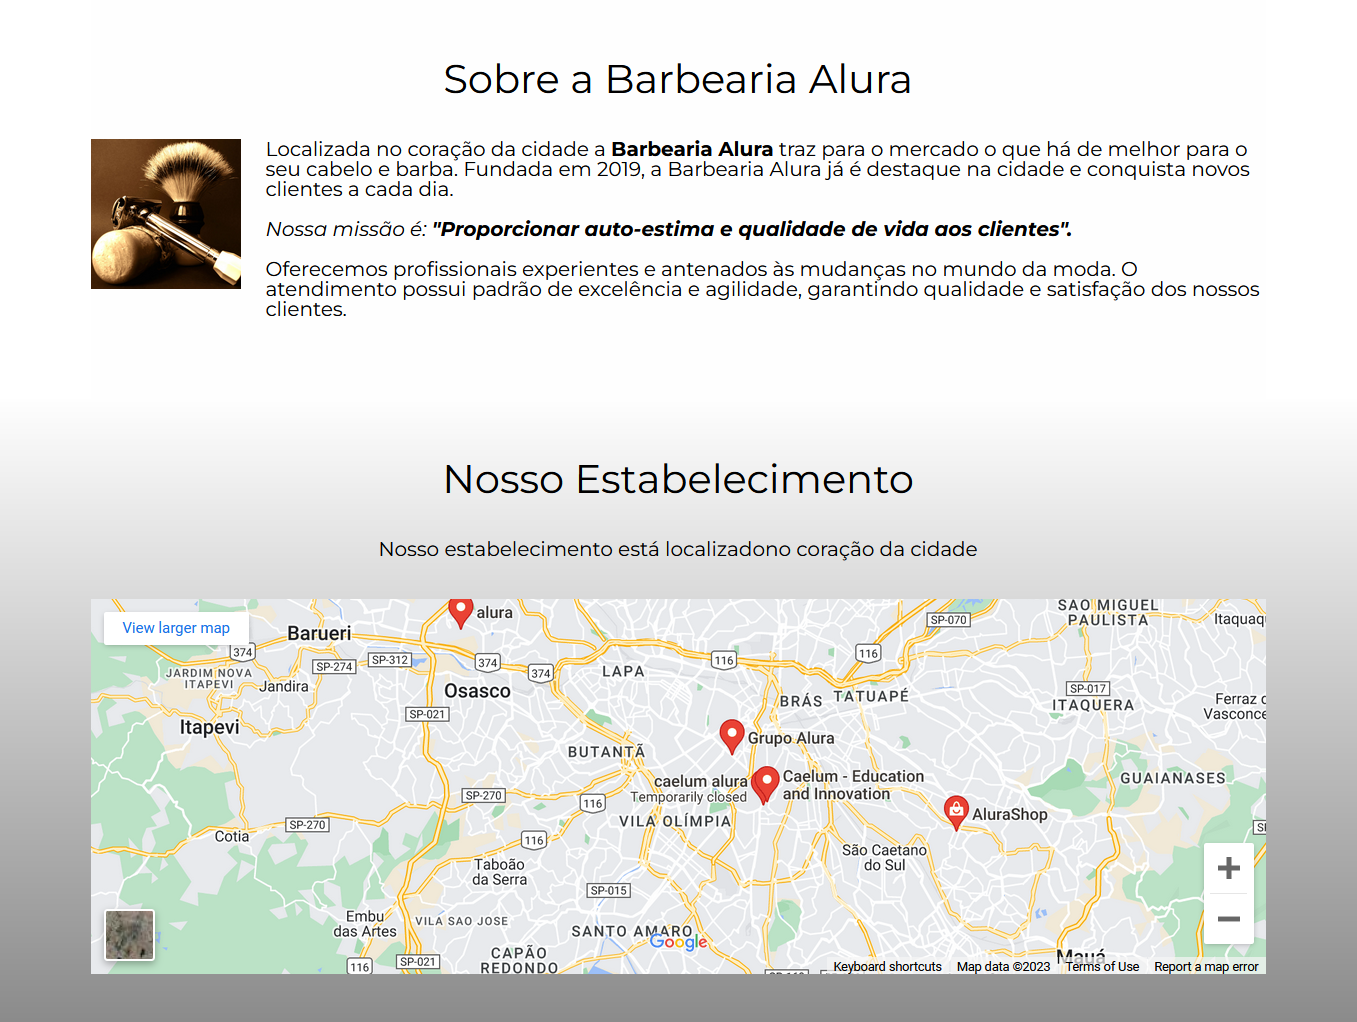 Sobre a Barbearia Alura
Localizada no coração da cidade a Barbearia Alura traz para o mercado o que há de melhor para o
seu cabelo e barba. Fundada em 2019, a Barbearia Alura já é destaque na cidade e conquista novos
clientes a cada dia.
Nossa missão é: "Proporcionar auto-estima e qualidade de vida aos clientes".
Oferecemos profissionais experientes e antenados às mudanças no mundo da moda. O
atendimento possui padrão de excelência e agilidade, garantindo qualidade e satisfação dos nossos
clientes.
Nosso Estabelecimento
Nosso estabelecimento está localizadono coração da cidade
View larger map
alura
SAO MIGUEL
PAULISTA
SP-070
Itaquaq
Barueri
374
SP-274
SP-312
374
374
116
116
LAPA
JARDIM NOVA
ITAPEVI
Jandira
Osasco
BRÁS
TATUAPÉ
SP-017
ITAQUERA
Ferraz d
Vasconce
SP-021
Itapevi
BUTANTÃ
Grupo Alura
caelum alura
Temporarily closed
Caelum - Education
and Innovation
GUAIANASES
SP-270
116
VILA OLÍMPIA
AluraShop
SP-270
Cotia
116
São Caetano
do Sul
Taboão
da Serra
SP-015
Embu
das Artes
VILA SAO JOSE
SANTO AMARO
Google
CAPÃO
REDONDO
SP-021
116
Mauá
Keyboard shortcuts
Map data ©2023
Terms of Use
Report a map error